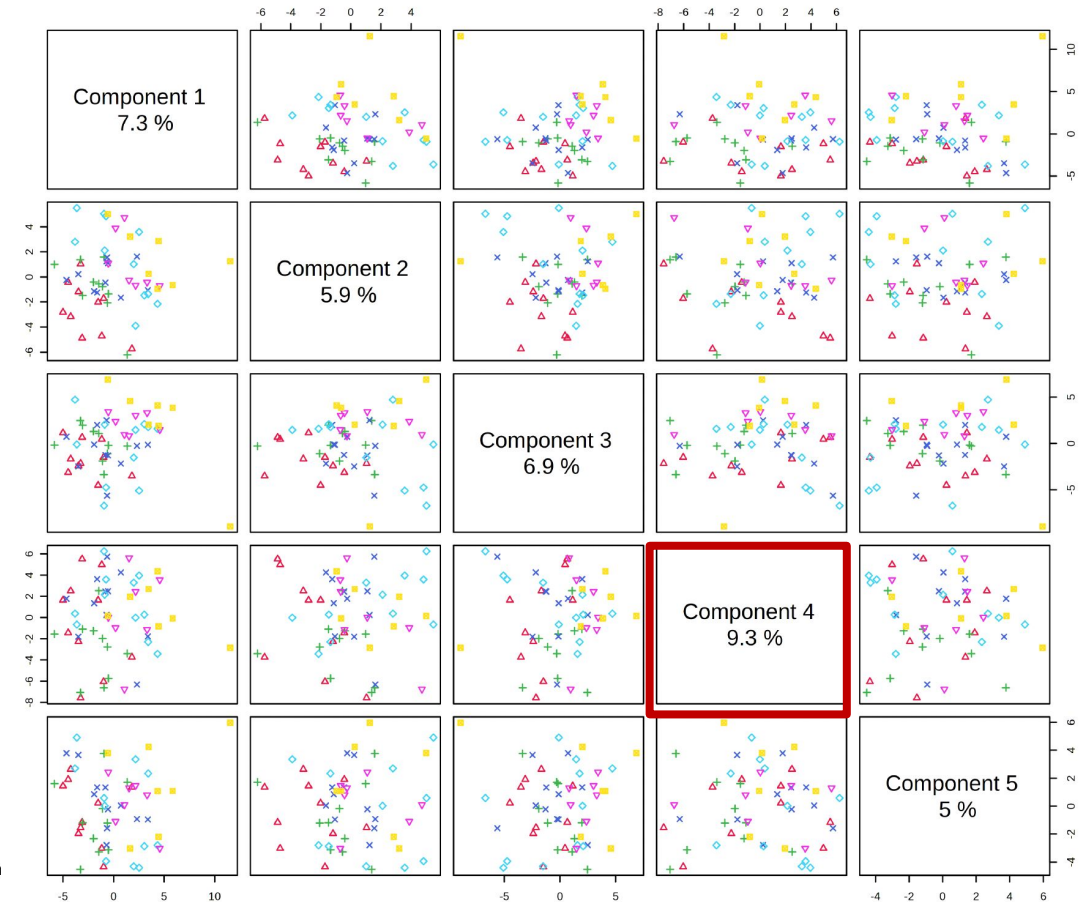 -6 -4 -2 0 2 4 -8 -6 -4 -2 0 2 4 6
Component 1
7.3 %
-5 0 5 10
-6 -4 -2 0 2 4
Component 2
5.9 %
Component 3
6.9 %
-5 0 5
-8 -6 -4 -2 0 2 4 6
Component 4
9.3 %
Component 5
5 %
-4 -2 0 2 4 6
-5 0 5 10 -5 0 5 -4 -2 0 2 4 6